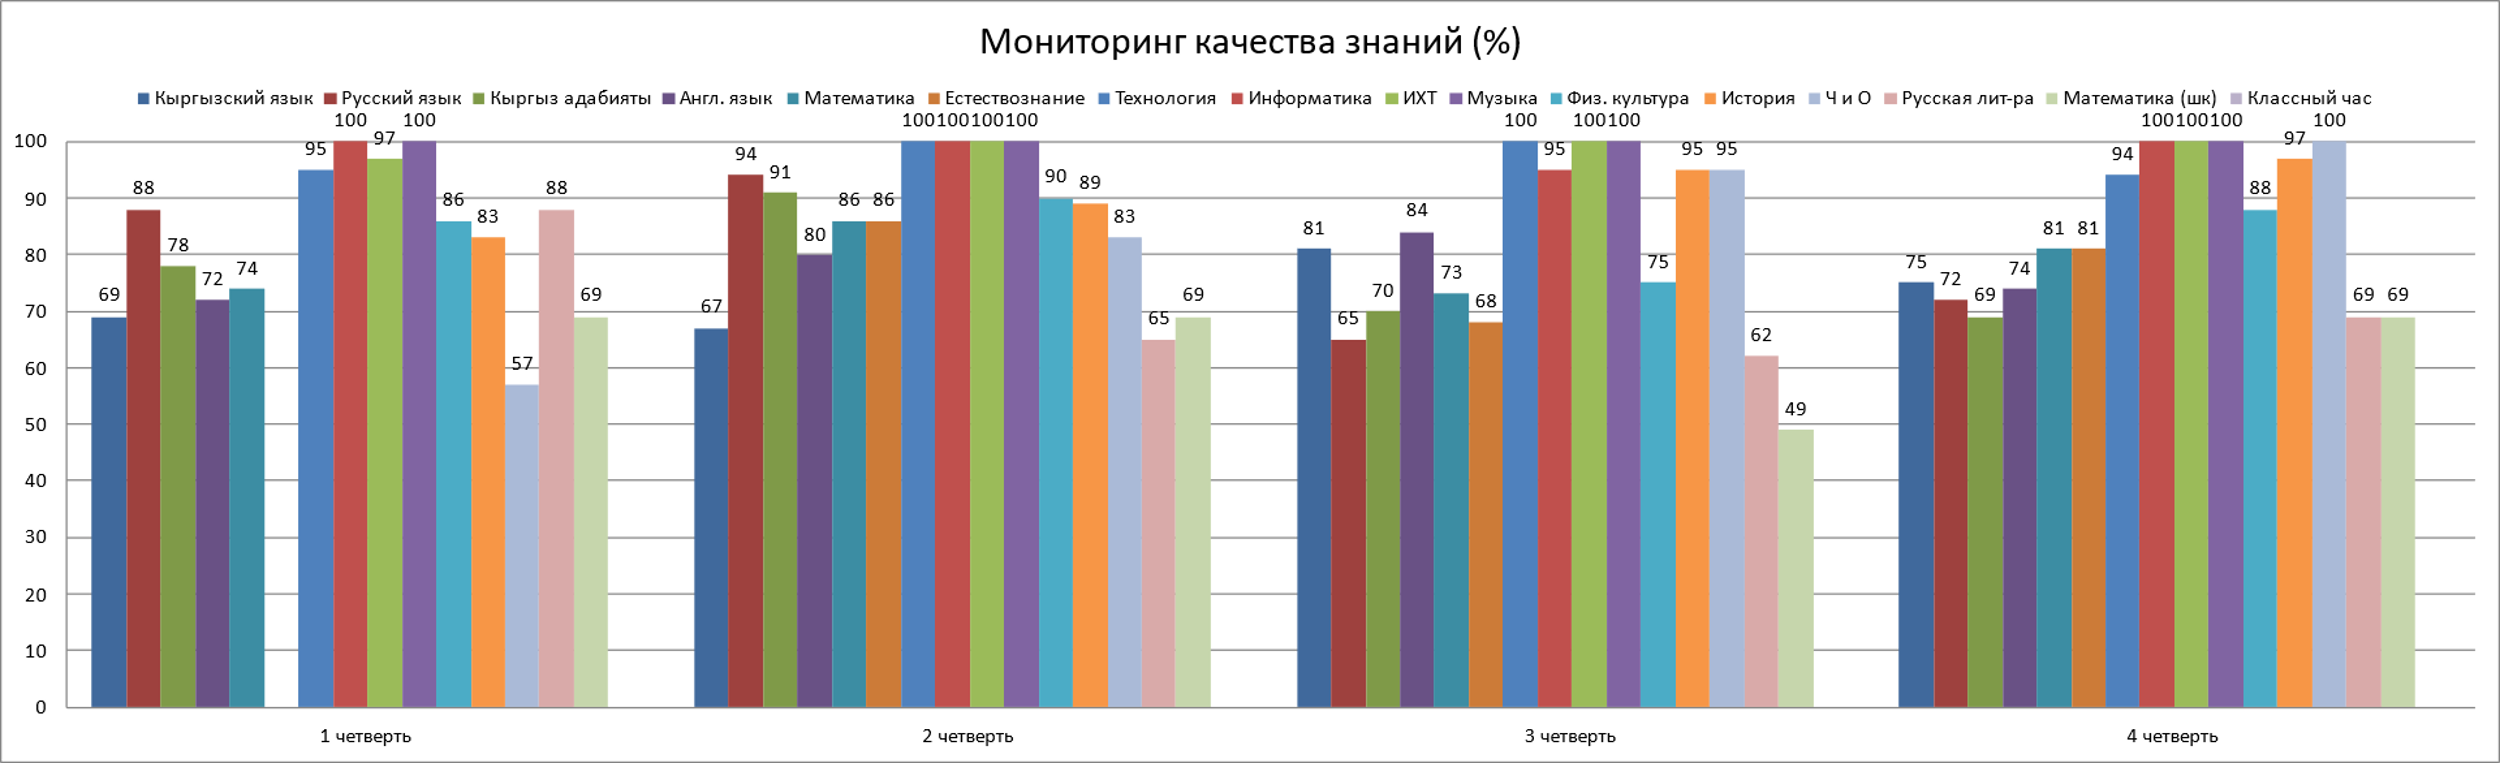 Мониторинг качества знаний (%)
Кыргызский язык Русский язык Кыргыз адабияты Англ. язык Математика Естествознание Технология Информатика ИХТ Музыка Физ. культура История Ч и О Русская лит-ра Математика (шк) Классный час
100
90
80
70
60
50
40
30
20
10
0
69 88 78 72 74 95 100 97 100 86 83 57 88 69
67 94 91 80 86 86 100 100 100 100 90 89 83 65 69
81 65 70 84 73 68 100 95 100 100 75 95 95 62 49
75 72 69 74 81 81 94 100 100 100 88 97 100 69 69
1 четверть 2 четверть 3 четверть 4 четверть